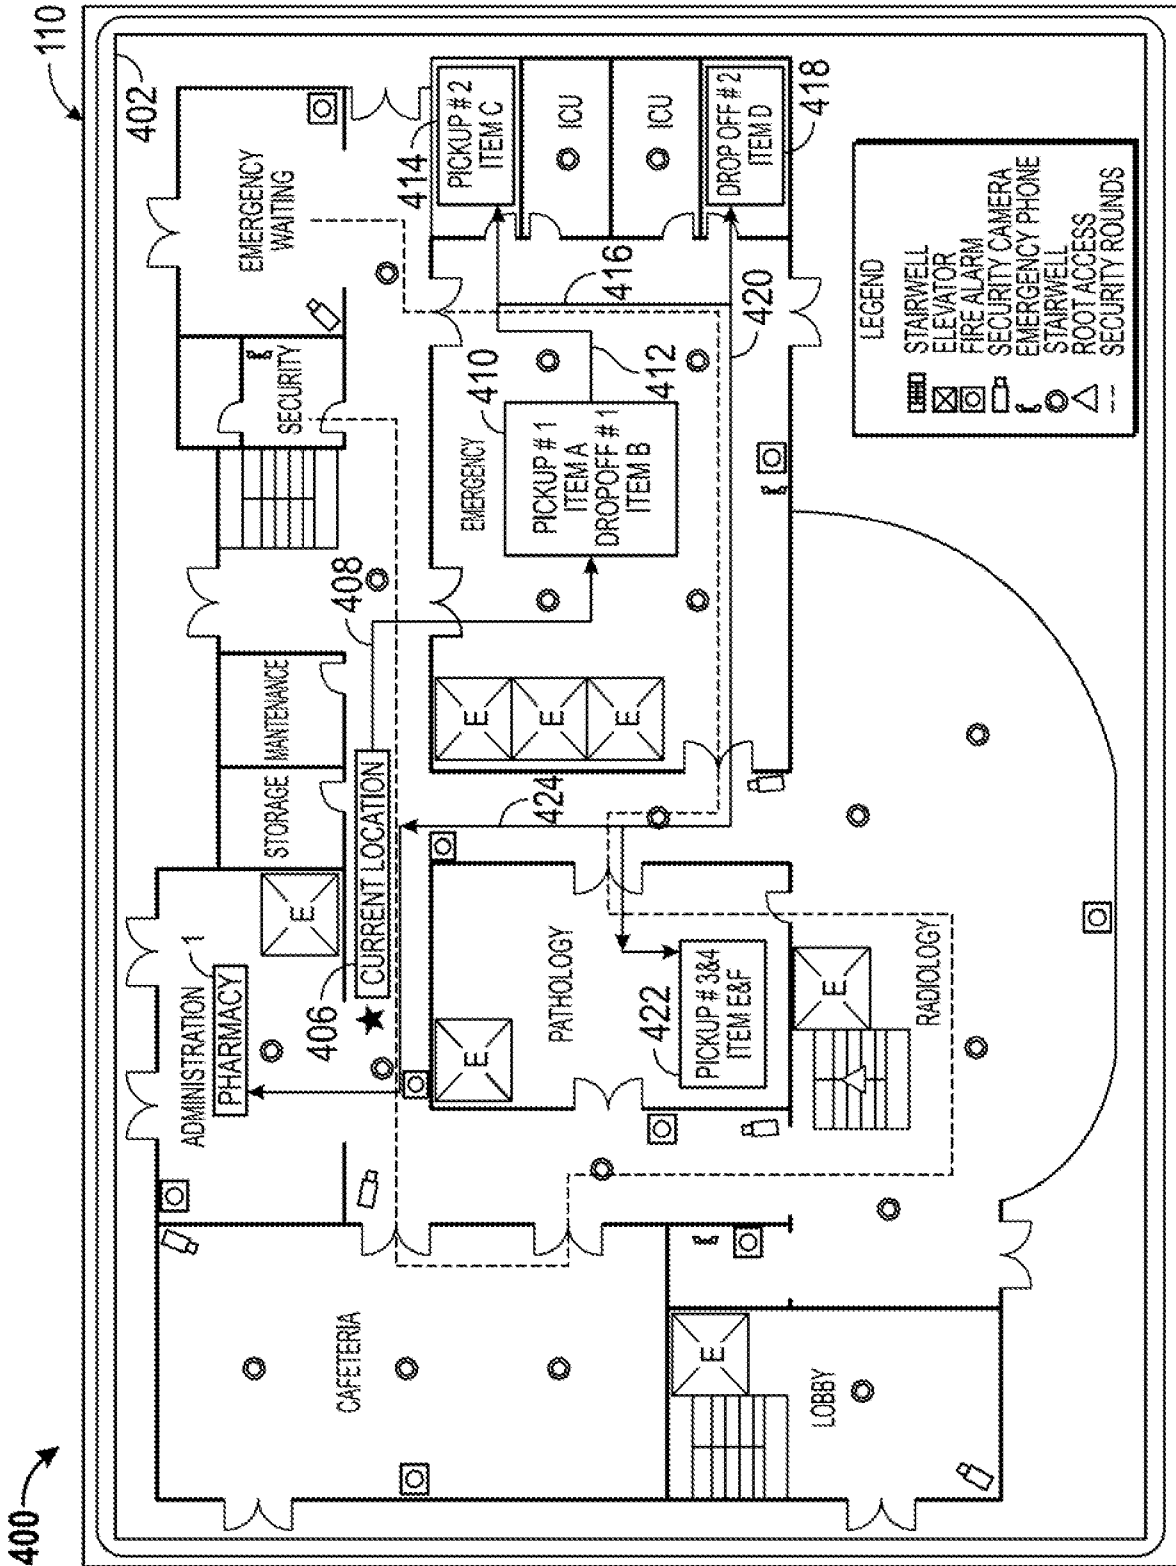 400
110
402
CAFETERIA
ADMINISTRATION
PHARMACY
1
E
STORAGE
MAINTENANCE
SECURITY
EMERGENCY
WAITING
406
CURRENT LOCATION
408
PATHOLOGY
E
424
E
E
E
EMERGENCY
410
PICKUP # 1
ITEM A
DROPOFF # 1
ITEM B
412
414
PICKUP # 2
ITEM C
ICU
ICU
416
DROP OFF # 2
ITEM D
418
420
422
PICKUP # 3&4
ITEM E&F
E
RADIOLOGY
E
LOBBY
LEGEND
STAIRWELL
ELEVATOR
FIRE ALARM
SECURITY CAMERA
EMERGENCY PHONE
STAIRWELL
ROOT ACCESS
SECURITY ROUNDS